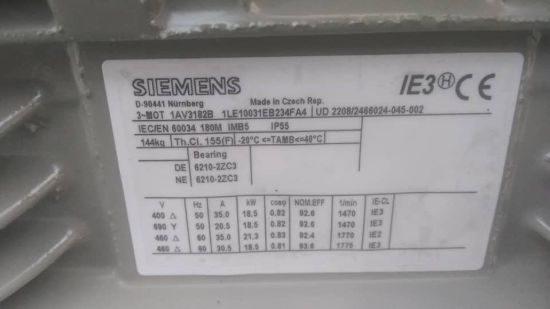 SIEMENS
IE3 H CE
D-90441 Nürnberg Made in Czech Rep.
3~MOT 1AV3182B 1LE10031EB234FA4 UD 2208/2466024-045-002
IEC/EN 60034 180M IMB5 IP55
144kg Th.Cl. 155(F) -20°C <=TAMB<=40°C
Bearing
DE 6210-2ZC3
NE 6210-2ZC3
V Hz A kW cosφ NOM.EFF 1/min IE-CL
400 Δ 50 35.0 18.5 0.82 92.6 1470 IE3
690 Y 50 20.5 18.5 0.82 92.6 1470 IE3
460 Δ 60 35.0 21.3 0.83 92.4 1770 IE2
460 Δ 60 30.5 18.5 0.81 93.6 1775 IE3